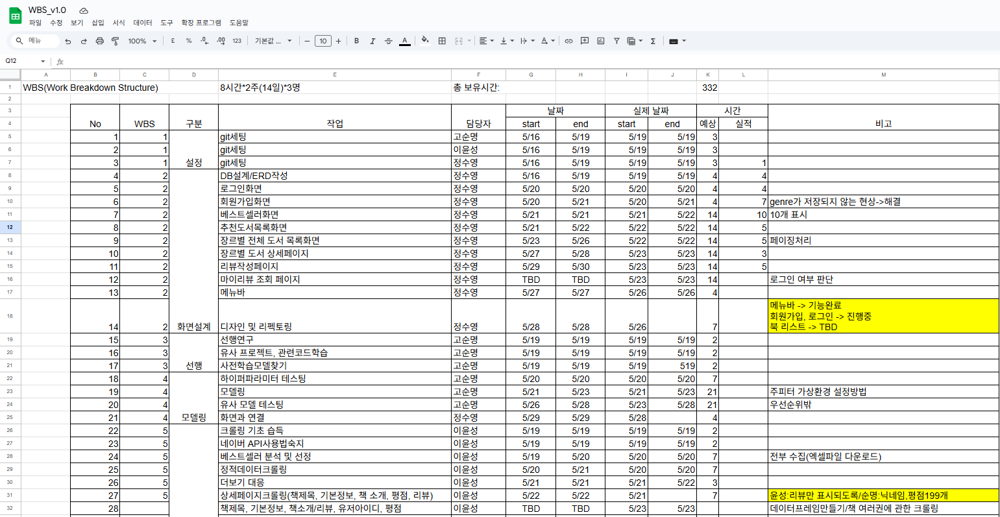 WBS_v1.0
파일 수정 보기 삽입 서식 데이터 도구 확장 프로그램 도움말
메뉴 100% £ % .0 .00 123 기본값 ... 10 B I A
Q12 fx
A B C D E F G H I J K L M
1 WBS(Work Breakdown Structure) 8시간*2주(14일)*3명 총 보유시간: 332
2
3 날짜 실제 날짜 시간
4 No WBS 구분 작업 담당자 start end start end 예상 실적 비고
5 1 1 git세팅 고순명 5/16 5/19 5/19 5/19 3
6 2 1 git세팅 이윤성 5/16 5/19 5/19 5/19 3
7 3 1 설정 git세팅 정수영 5/16 5/19 5/19 5/19 3 1
8 4 2 DB설계/ERD작성 정수영 5/16 5/19 5/19 5/19 4 4
9 5 2 로그인화면 정수영 5/20 5/20 5/20 5/20 4 4
10 6 2 회원가입화면 정수영 5/20 5/21 5/20 5/21 4 7 genre가 저장되지 않는 현상->해결
11 7 2 베스트셀러화면 정수영 5/21 5/21 5/21 5/22 14 10 10개 표시
12 8 2 추천도서목록화면 정수영 5/21 5/22 5/22 5/22 14 5
13 9 2 장르별 전체 도서 목록화면 정수영 5/23 5/26 5/22 5/22 14 5 페이징처리
14 10 2 장르별 도서 상세페이지 정수영 5/27 5/28 5/23 5/23 14 3
15 11 2 리뷰작성페이지 정수영 5/29 5/30 5/23 5/23 14 5
16 12 2 마이리뷰 조회 페이지 정수영 TBD TBD 5/23 5/23 14 로그인 여부 판단
17 13 2 메뉴바 정수영 5/27 5/27 5/26 5/26 4
메뉴바 -> 기능완료
18 회원가입, 로그인 -> 진행중
14 2 화면설계 디자인 및 리펙토링 정수영 5/28 5/28 5/26 7 북 리스트 -> TBD
19 15 3 선행연구 고순명 5/19 5/19 5/19 5/19 2
20 16 3 유사 프로젝트, 관련코드학습 고순명 5/19 5/19 5/19 5/19 2
21 17 3 선행 사전학습모델찾기 고순명 5/19 5/19 5/19 519 2
22 18 4 하이퍼파라미터 테스팅 고순명 5/20 5/20 5/20 5/20 7
23 19 4 모델링 고순명 5/21 5/23 5/21 5/23 21 주피터 가상환경 설정방법
24 20 4 유사 모델 테스팅 고순명 5/26 5/28 5/23 5/28 21 우선순위밖
25 21 4 모델링 화면과 연결 정수영 5/29 5/29 5/28 4
26 22 5 크롤링 기초 습득 이윤성 5/19 5/19 5/19 5/19 2
27 23 5 네이버 API사용법숙지 이윤성 5/19 5/19 5/19 5/19 2
28 24 5 베스트셀러 분석 및 선정 이윤성 5/19 5/20 5/20 5/20 7 전부 수집(엑셀파일 다운로드)
29 25 5 정적데이터크롤링 이윤성 5/20 5/21 5/20 5/20 7
30 26 5 더보기 대응 이윤성 5/21 5/21 5/21 5/22 3
31 27 5 상세페이지크롤링(책제목, 기본정보, 책 소개, 평점, 리뷰) 이윤성 5/22 5/22 5/21 7 윤성:리뷰만 표시되도록/순명:닉네임,평점199개
32 28 책제목, 기본정보, 책소개/리뷰, 유저아이디, 평점 TBD TBD 5/23 5/23 데이터프레임만들기/책 여러권에 관한 크롤링